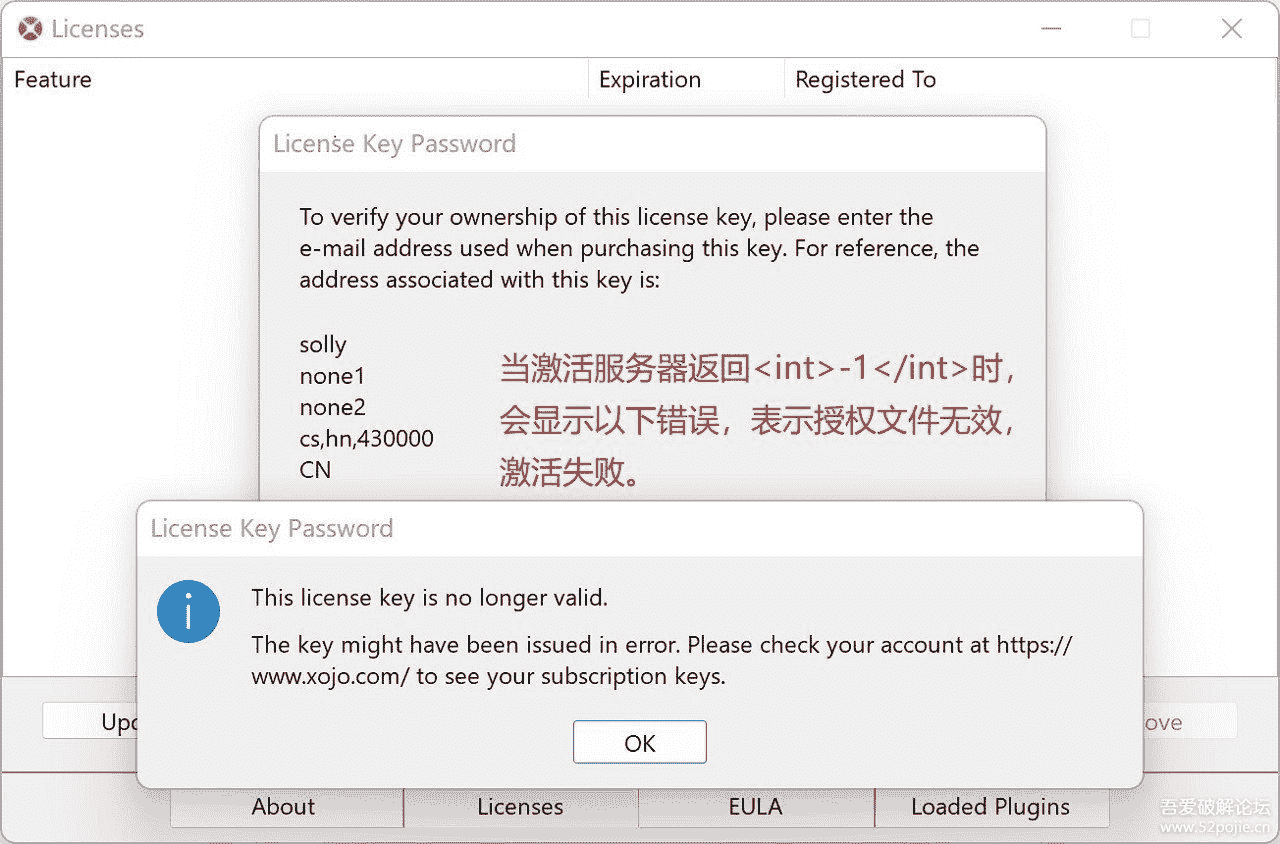 Licenses
Feature
Expiration
Registered To
License Key Password
To verify your ownership of this license key, please enter the
e-mail address used when purchasing this key. For reference, the
address associated with this key is:
solly
none1
none2
cs,hn,430000
CN
当激活服务器返回<int>-1</int>时，
会显示以下错误，表示授权文件无效，
激活失败。
License Key Password
This license key is no longer valid.
The key might have been issued in error. Please check your account at https://
www.xojo.com/ to see your subscription keys.
OK
About
Licenses
EULA
Loaded Plugins
吾爱破解论坛
www.52pojie.cn